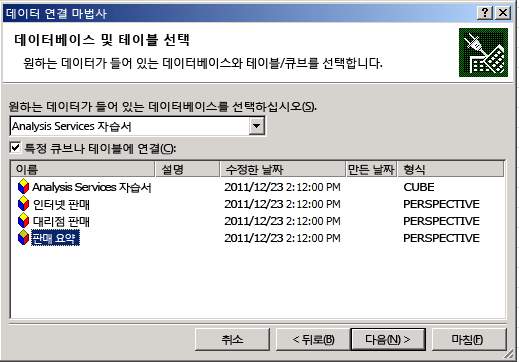 데이터 연결 마법사
데이터베이스 및 테이블 선택
원하는 데이터가 들어 있는 데이터베이스와 테이블/큐브를 선택합니다.
원하는 데이터가 들어 있는 데이터베이스를 선택하십시오(S).
Analysis Services 자습서
특정 큐브나 테이블에 연결(C):
이름 설명 수정한 날짜 만든 날짜 형식
Analysis Services 자습서 2011/12/23 2:12:00 PM CUBE
인터넷 판매 2011/12/23 2:12:00 PM PERSPECTIVE
대리점 판매 2011/12/23 2:12:00 PM PERSPECTIVE
판매 요약 2011/12/23 2:12:00 PM PERSPECTIVE
취소 < 뒤로(B) 다음(N) > 마침(F)